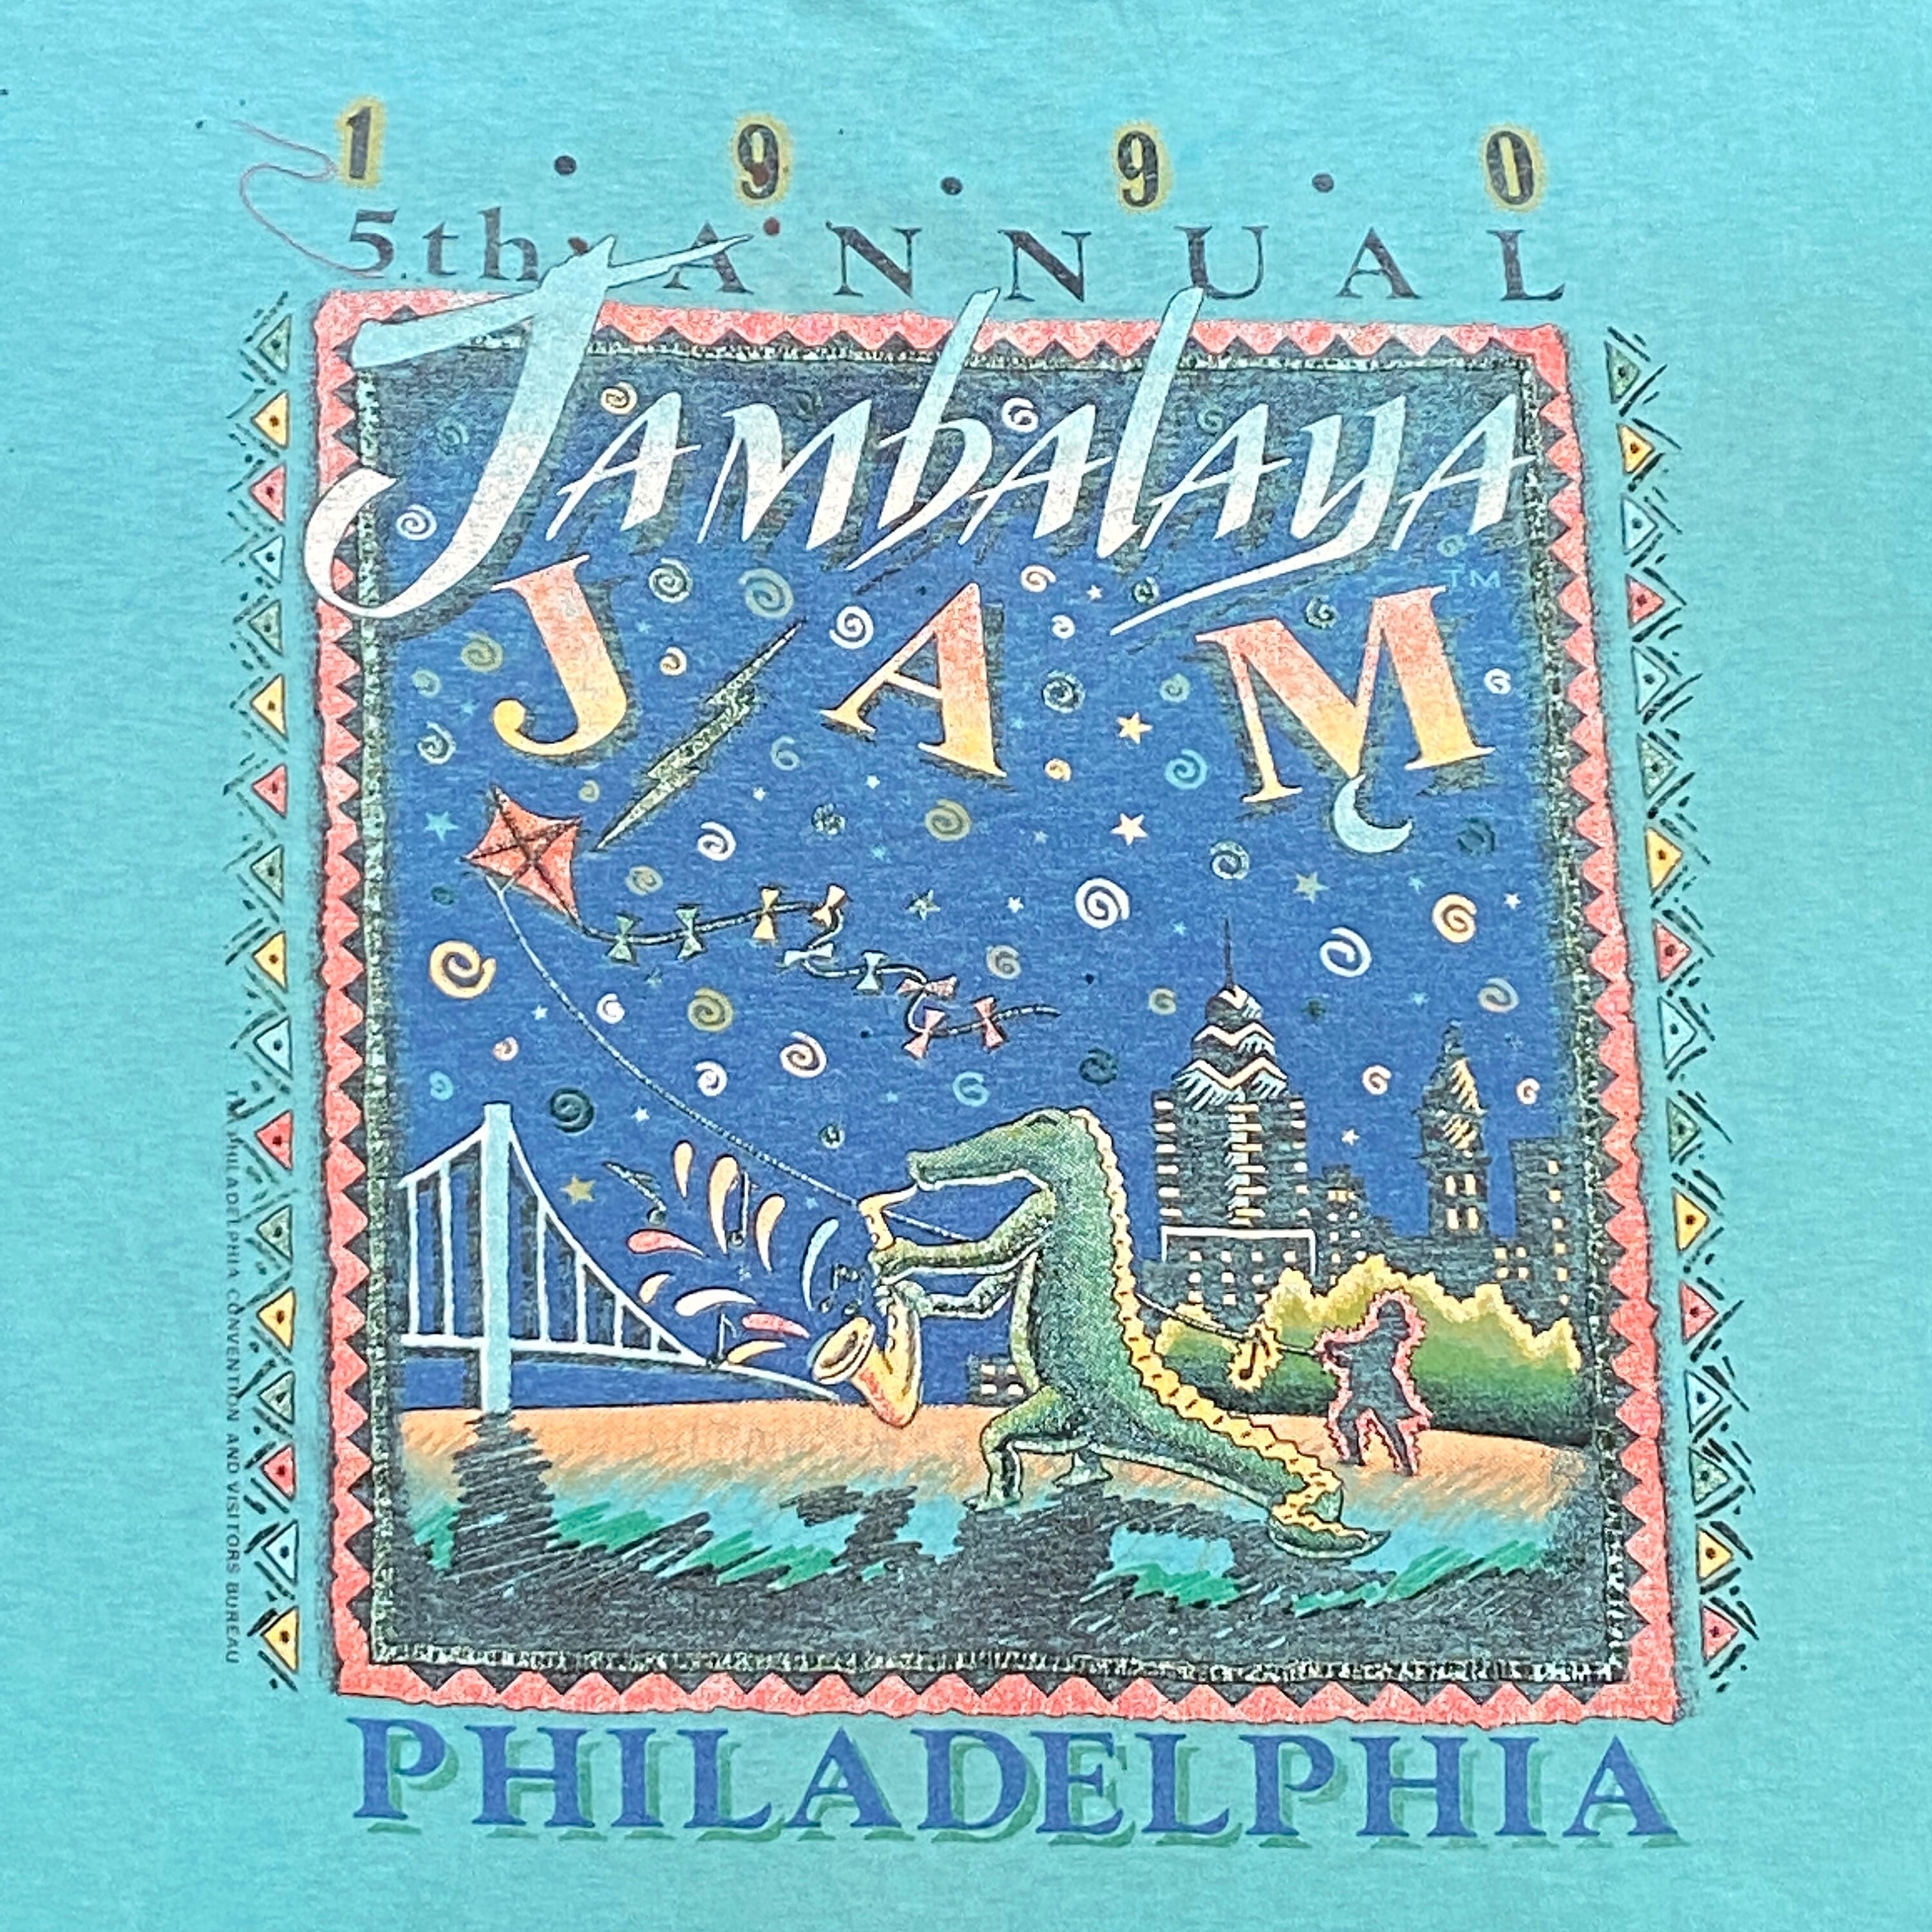 1 · 9 · 9 · 0
5th ANNUAL
JAMbAlAyA
JAM™
TM PHILADELPHIA CONVENTION AND VISITORS BUREAU
PHILADELPHIA